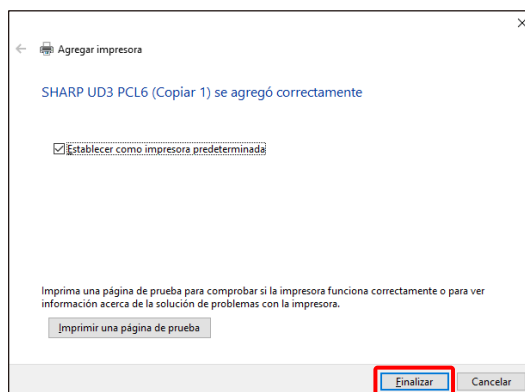 Agregar impresora
SHARP UD3 PCL6 (Copiar 1) se agregó correctamente
Establecer como impresora predeterminada
Imprima una página de prueba para comprobar si la impresora funciona correctamente o para ver
información acerca de la solución de problemas con la impresora.
Imprimir una página de prueba
Finalizar Cancelar